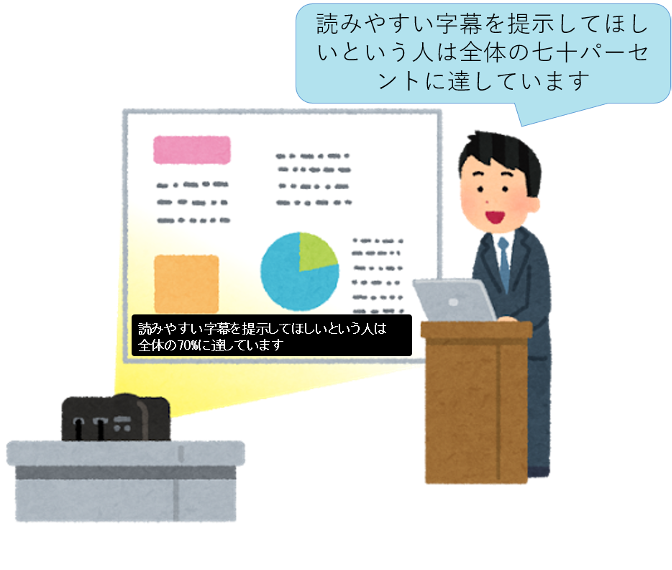 読みやすい字幕を提示してほし
いという人は全体の七十パーセ
ントに達しています
読みやすい字幕を提示してほしいという人は
全体の70%に達しています